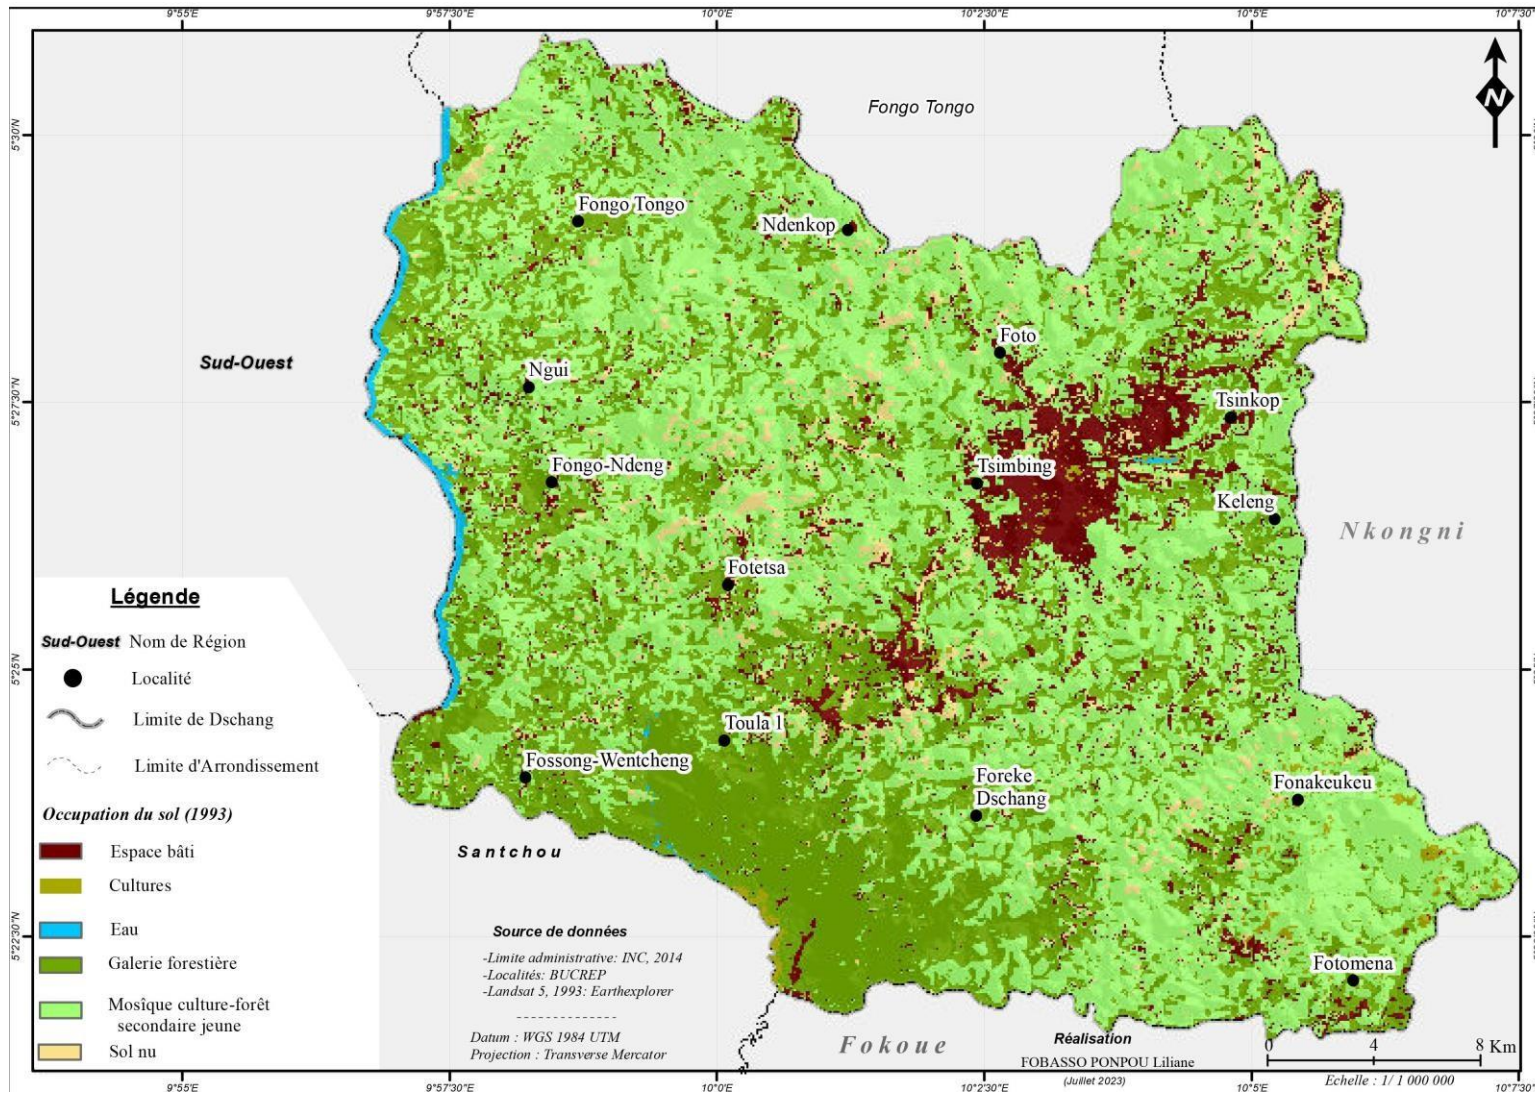 9°55'E
9°57'30"E
10°0'E
10°2'30"E
10°5'E
10°7'30"E
N
Fongo Tongo
5°30'N
Fongo Tongo
Ndenkop
Sud-Ouest
Foto
Ngui
5°27'30"N
Tsinkop
Fongo-Ndeng
Tsimbing
Keleng
Nkongni
Fotetsa
5°25'N
Toula 1
Fossong-Wentcheng
Foreke
Dschang
Fonakeukeu
Santchou
5°22'30"N
Fotomena
Fokoue
Légende
Sud-Ouest Nom de Région
Localité
Limite de Dschang
Limite d'Arrondissement
Occupation du sol (1993)
Espace bâti
Cultures
Eau
Galerie forestière
Mosîque culture-forêt
secondaire jeune
Sol nu
Source de données
-Limite administrative: INC, 2014
-Localités: BUCREP
-Landsat 5, 1993: Earthexplorer
--------------
Datum : WGS 1984 UTM
Projection : Transverse Mercator
Réalisation
FOBASSO PONPOU Liliane
(Juillet 2023)
0 4 8 Km
Echelle : 1/ 1 000 000
9°55'E
9°57'30"E
10°0'E
10°2'30"E
10°5'E
10°7'30"E